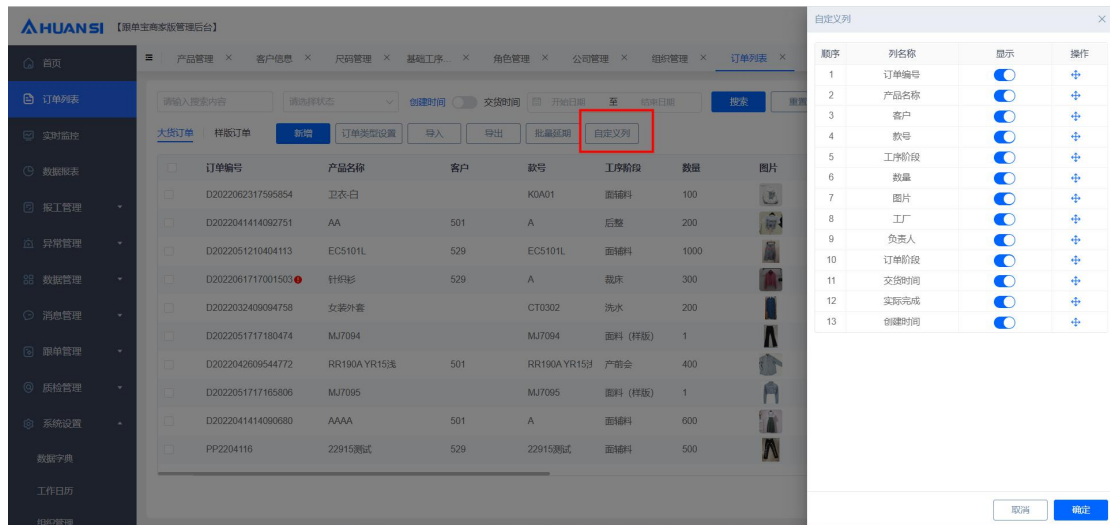 HUANSI 【跟单宝商家版管理后台】
首页
订单列表
实时监控
数据报表
报工管理
异常管理
数据管理
消息管理
跟单管理
质检管理
系统设置
数据字典
工作日历
组织管理
产品管理 × 客户信息 × 尺码管理 × 基础工序... × 角色管理 × 公司管理 × 组织管理 × 订单列表 ×
请输入搜索内容 请选择状态 创建时间 交货时间 开始日期 至 结束日期 搜索 重置
大货订单 样版订单 新增 订单类型设置 导入 导出 批量延期 自定义列
订单编号 产品名称 客户 款号 工序阶段 数量 图片
D2022062317595854 卫衣-白 K0A01 面辅料 100
D2022041414092751 AA 501 A 后整 200
D2022051210404113 EC5101L 529 EC5101L 面辅料 1000
D2022061717001503 针织衫 529 A 裁床 300
D2022032409094758 女装外套 CT0302 洗水 200
D2022051717180474 MJ7094 MJ7094 面料 (样版) 1
D2022042609544772 RR190A YR15浅 501 RR190A YR15 产前会 400
D2022051717165806 MJ7095 MJ7095 面料 (样版) 1
D2022041414090680 AAAA 501 A 面辅料 600
PP2204116 22915测试 529 22915测试 面辅料 500
自定义列 ×
顺序 列名称 显示 操作
1 订单编号
2 产品名称
3 客户
4 款号
5 工序阶段
6 数量
7 图片
8 工厂
9 负责人
10 订单阶段
11 交货时间
12 实际完成
13 创建时间
取消 确定